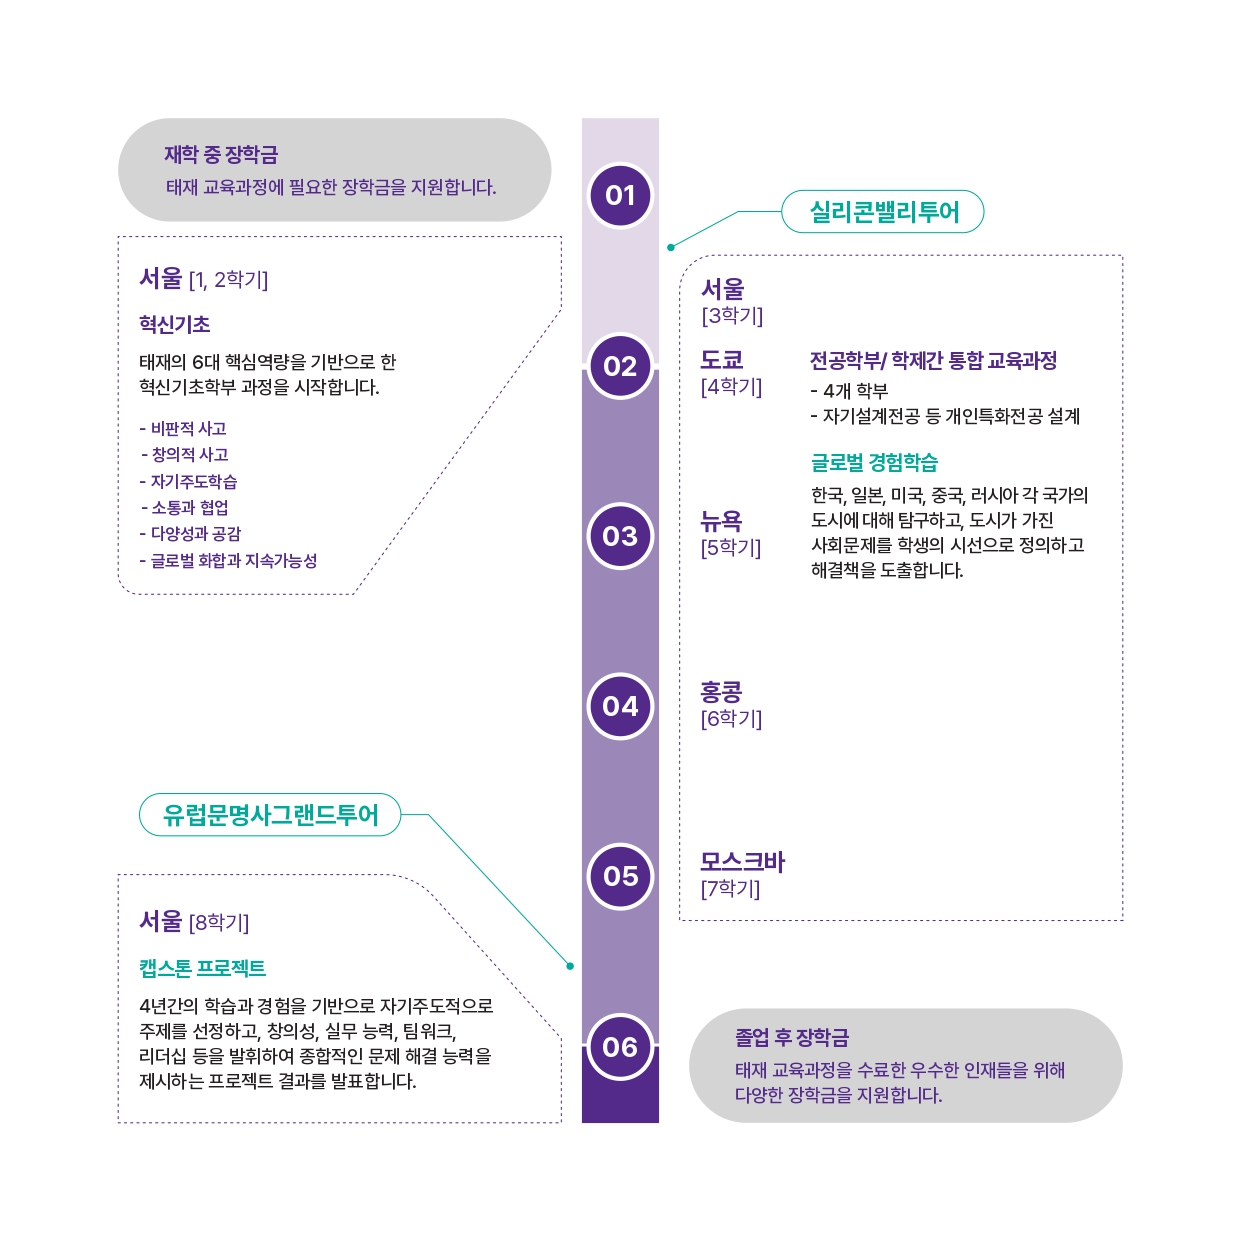 재학 중 장학금
태재 교육과정에 필요한 장학금을 지원합니다.
서울 [1, 2학기]
혁신기초
태재의 6대 핵심역량을 기반으로 한
혁신기초학부 과정을 시작합니다.
- 비판적 사고
- 창의적 사고
- 자기주도학습
- 소통과 협업
- 다양성과 공감
- 글로벌 화합과 지속가능성
01
실리콘밸리투어
서울
[3학기]
02
도쿄
[4학기]
전공학부/ 학제간 통합 교육과정
- 4개 학부
- 자기설계전공 등 개인특화전공 설계
글로벌 경험학습
한국, 일본, 미국, 중국, 러시아 각 국가의
도시에 대해 탐구하고, 도시가 가진
사회문제를 학생의 시선으로 정의하고
해결책을 도출합니다.
03
뉴욕
[5학기]
04
홍콩
[6학기]
05
모스크바
[7학기]
유럽문명사그랜드투어
서울 [8학기]
캡스톤 프로젝트
4년간의 학습과 경험을 기반으로 자기주도적으로
주제를 선정하고, 창의성, 실무 능력, 팀워크,
리더십 등을 발휘하여 종합적인 문제 해결 능력을
제시하는 프로젝트 결과를 발표합니다.
06
졸업 후 장학금
태재 교육과정을 수료한 우수한 인재들을 위해
다양한 장학금을 지원합니다.